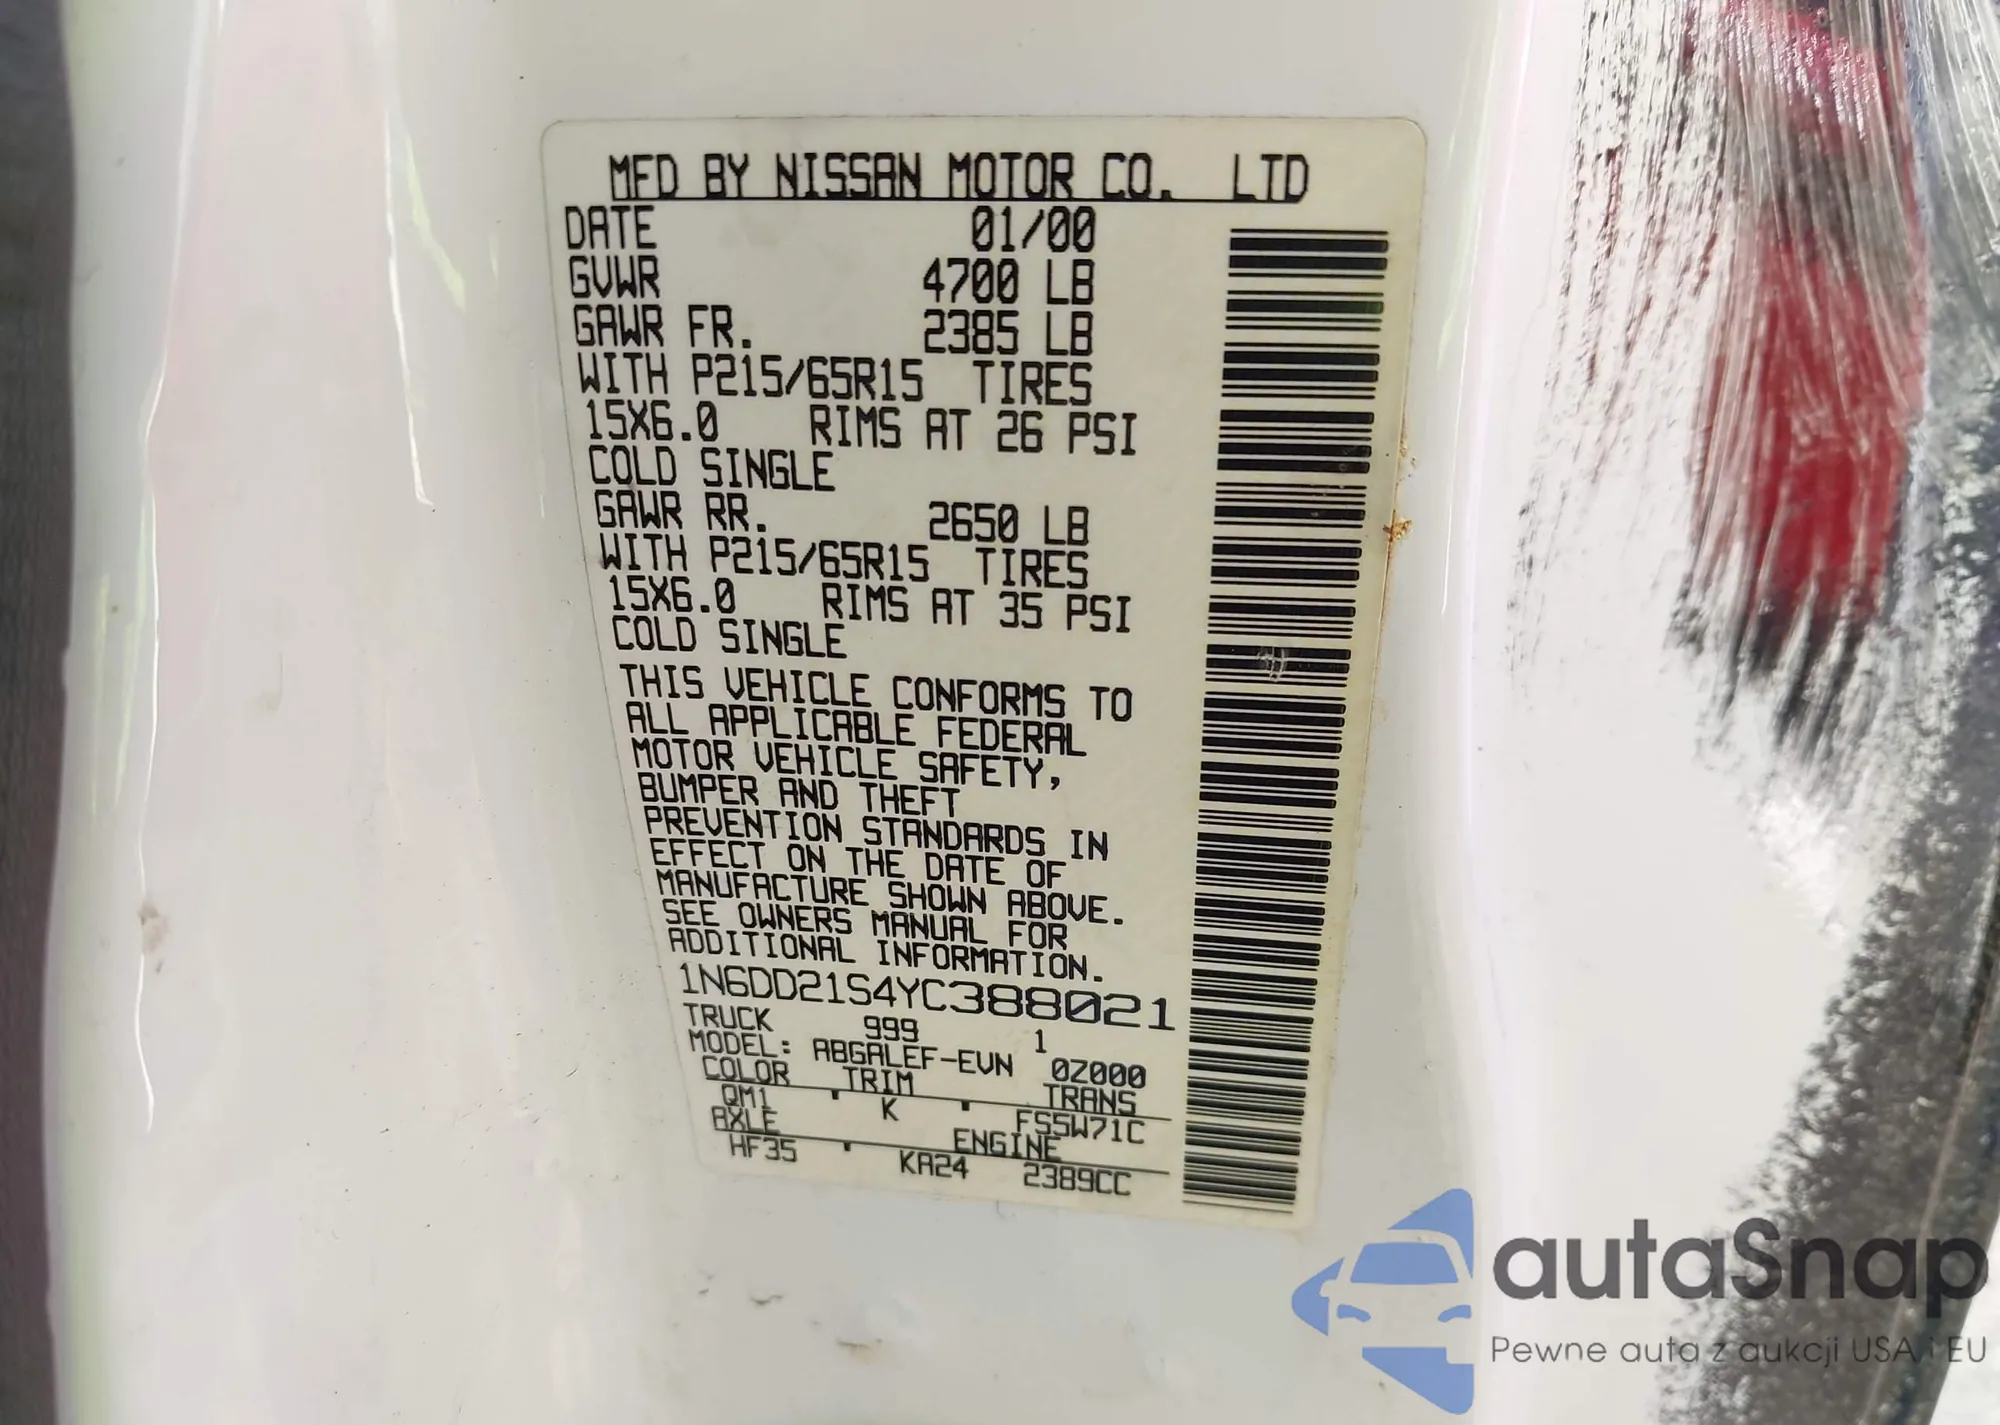 MFD BY NISSAN MOTOR CO. LTD
DATE 01/00
GVWR 4700 LB
GAWR FR. 2385 LB
WITH P215/65R15 TIRES
15X6.0 RIMS AT 26 PSI
COLD SINGLE
GAWR RR. 2650 LB
WITH P215/65R15 TIRES
15X6.0 RIMS AT 35 PSI
COLD SINGLE
THIS VEHICLE CONFORMS TO
ALL APPLICABLE FEDERAL
MOTOR VEHICLE SAFETY,
BUMPER AND THEFT
PREVENTION STANDARDS IN
EFFECT ON THE DATE OF
MANUFACTURE SHOWN ABOVE.
SEE OWNERS MANUAL FOR
ADDITIONAL INFORMATION.
1N6DD21S4YC388021
TRUCK 999 1
MODEL: ABGALEF-EVN 0Z000
COLOR TRIM TRANS
QM1 K FS5W71C
AXLE ENGINE
HF35 KA24 2389CC
autaSnap
Pewne auta z aukcji USA i EU